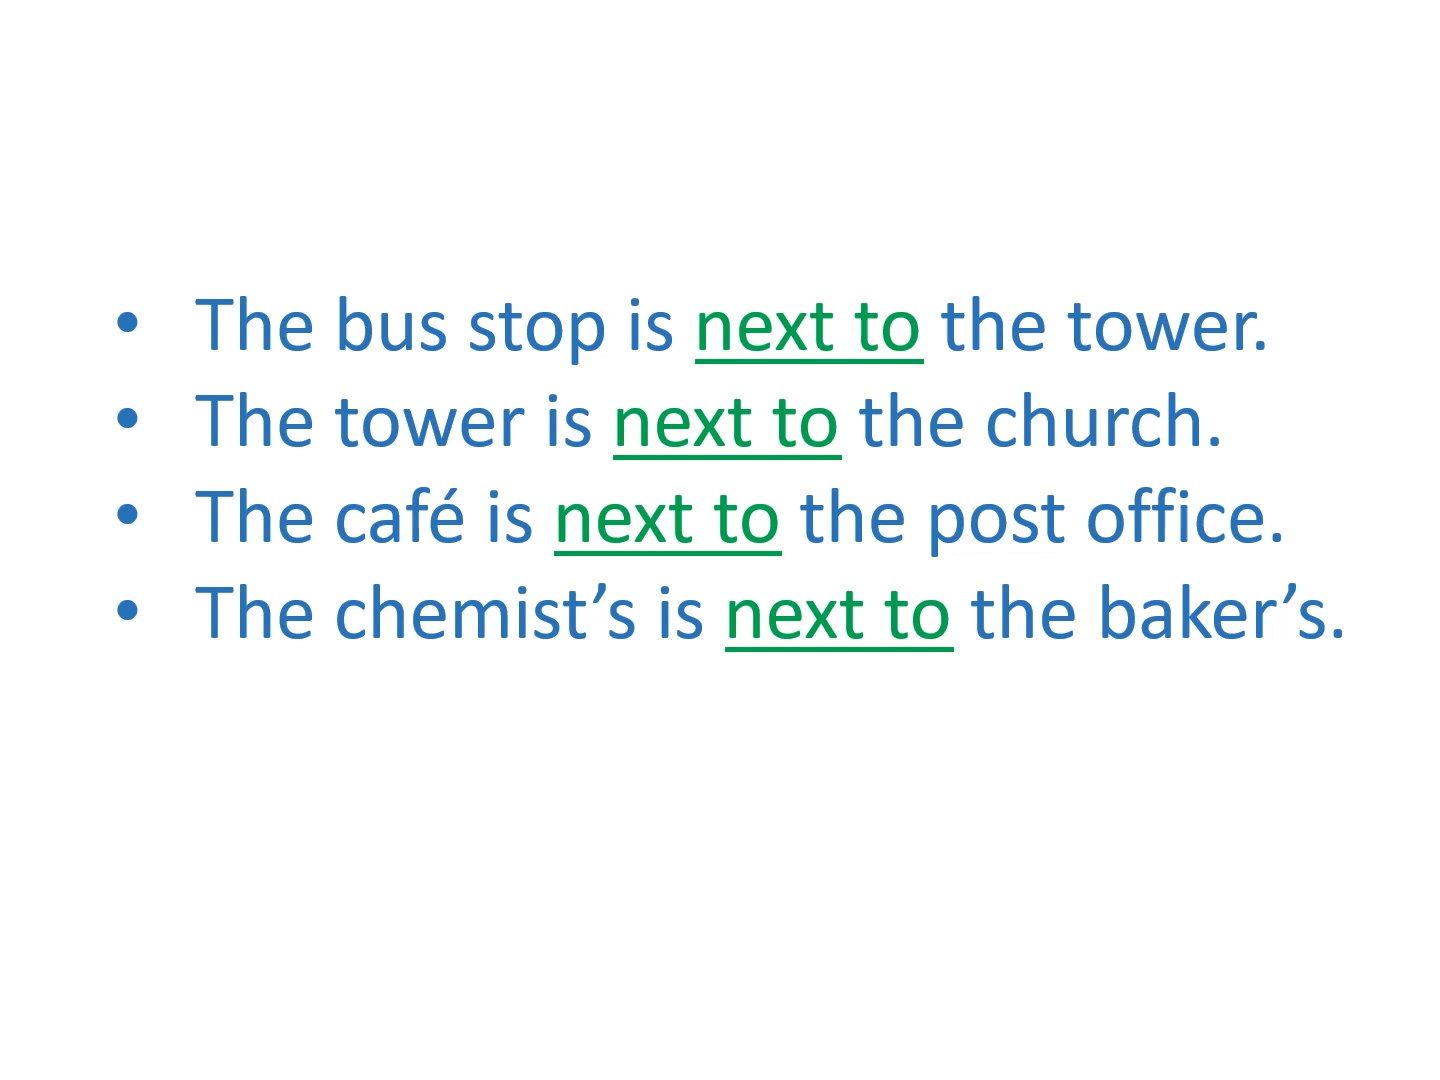 • The bus stop is next to the tower.
• The tower is next to the church.
• The café is next to the post office.
• The chemist’s is next to the baker’s.